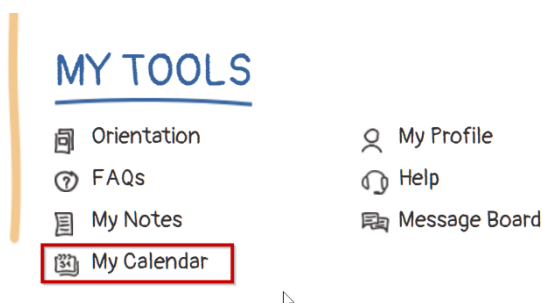 MY TOOLS
Orientation
FAQs
My Notes
My Calendar
My Profile
Help
Message Board